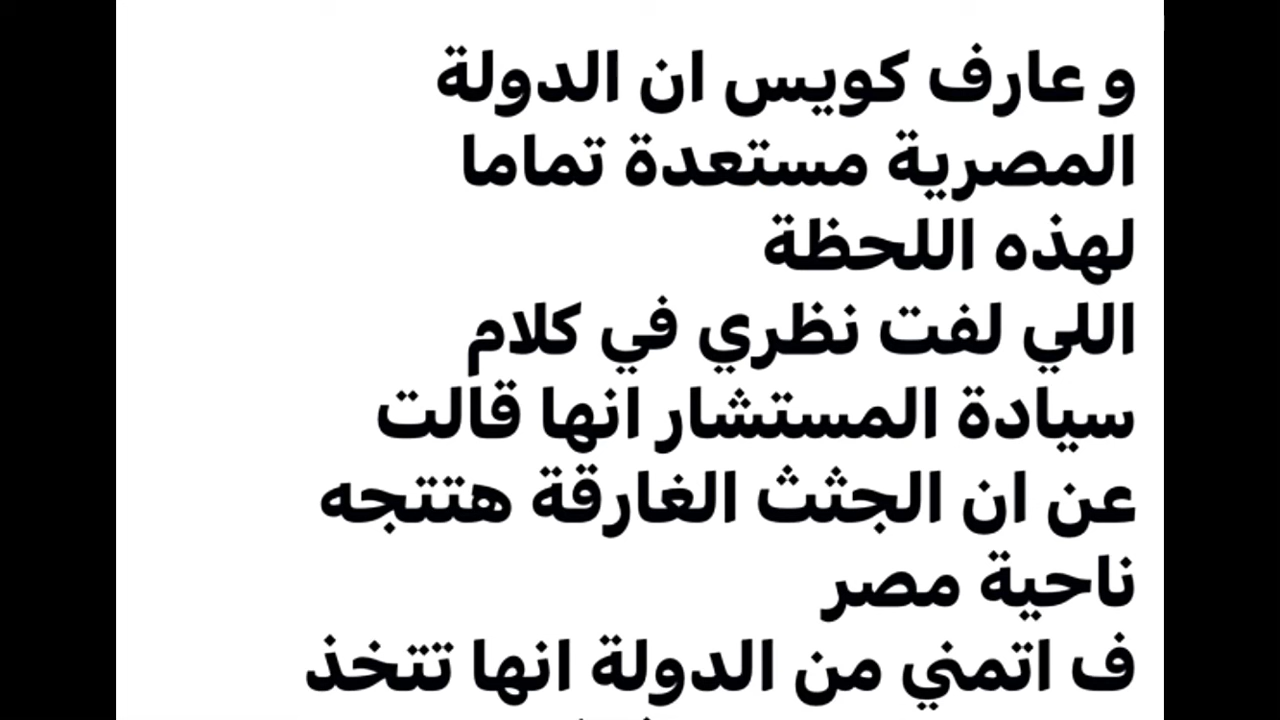 و عارف كويس ان الدولة
المصرية مستعدة تماما
لهذه اللحظة
اللي لفت نظري في كلام
سيادة المستشار انها قالت
عن ان الجثث الغارقة هتتجه
ناحية مصر
ف اتمني من الدولة انها تتخذ